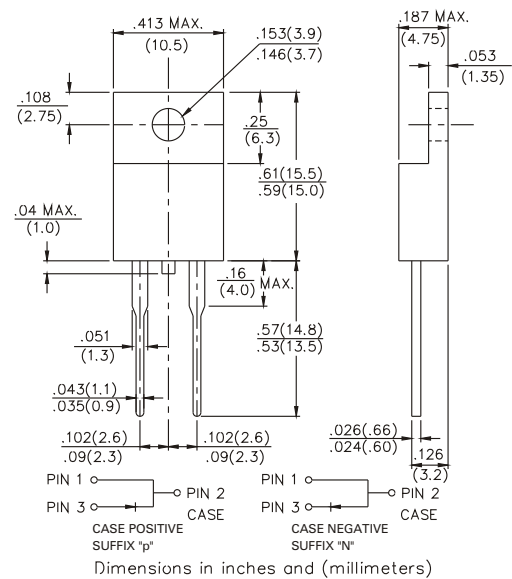 .413 MAX.
(10.5)
.153(3.9)
.146(3.7)
.187 MAX.
(4.75)
.053
(1.35)
.108
(2.75)
.25
(6.3)
.61(15.5)
.59(15.0)
.04 MAX.
(1.0)
.16
(4.0)
MAX.
.051
(1.3)
.57(14.8)
.53(13.5)
.043(1.1)
.035(0.9)
.102(2.6)
.09(2.3)
.102(2.6)
.09(2.3)
.026(.66)
.024(.60)
.126
(3.2)
PIN 1
PIN 3
PIN 2
CASE
CASE POSITIVE
SUFFIX "p"
PIN 1
PIN 3
PIN 2
CASE
CASE NEGATIVE
SUFFIX "N"
Dimensions in inches and (millimeters)